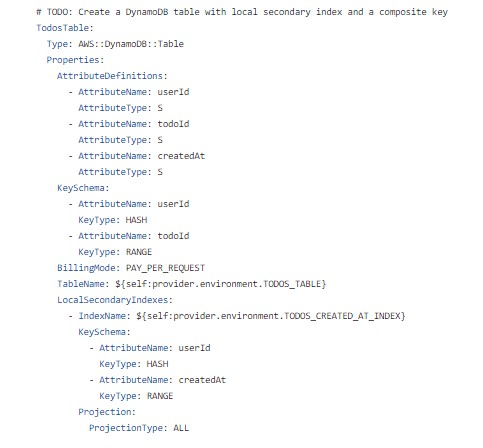 # TODO: Create a DynamoDB table with local secondary index and a composite key
TodosTable:
  Type: AWS::DynamoDB::Table
  Properties:
    AttributeDefinitions:
      - AttributeName: userId
        AttributeType: S
      - AttributeName: todoId
        AttributeType: S
      - AttributeName: createdAt
        AttributeType: S
    KeySchema:
      - AttributeName: userId
        KeyType: HASH
      - AttributeName: todoId
        KeyType: RANGE
    BillingMode: PAY_PER_REQUEST
    TableName: ${self:provider.environment.TODOS_TABLE}
    LocalSecondaryIndexes:
      - IndexName: ${self:provider.environment.TODOS_CREATED_AT_INDEX}
        KeySchema:
          - AttributeName: userId
            KeyType: HASH
          - AttributeName: createdAt
            KeyType: RANGE
        Projection:
          ProjectionType: ALL